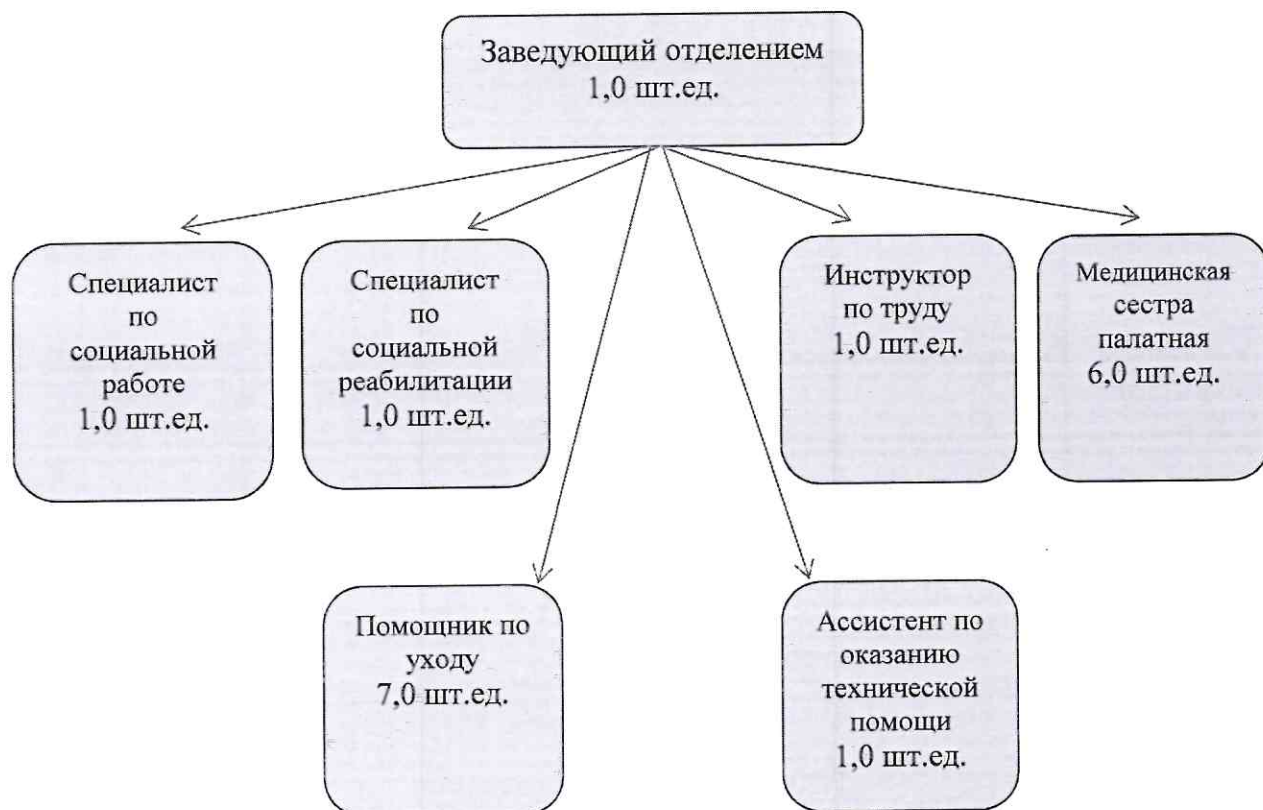 Заведующий отделением
1,0 шт.ед.
Специалист
по
социальной
работе
1,0 шт.ед.
Специалист
по
социальной
реабилитации
1,0 шт.ед.
Инструктор
по труду
1,0 шт.ед.
Медицинская
сестра
палатная
6,0 шт.ед.
Помощник по
уходу
7,0 шт.ед.
Ассистент по
оказанию
технической
помощи
1,0 шт.ед.